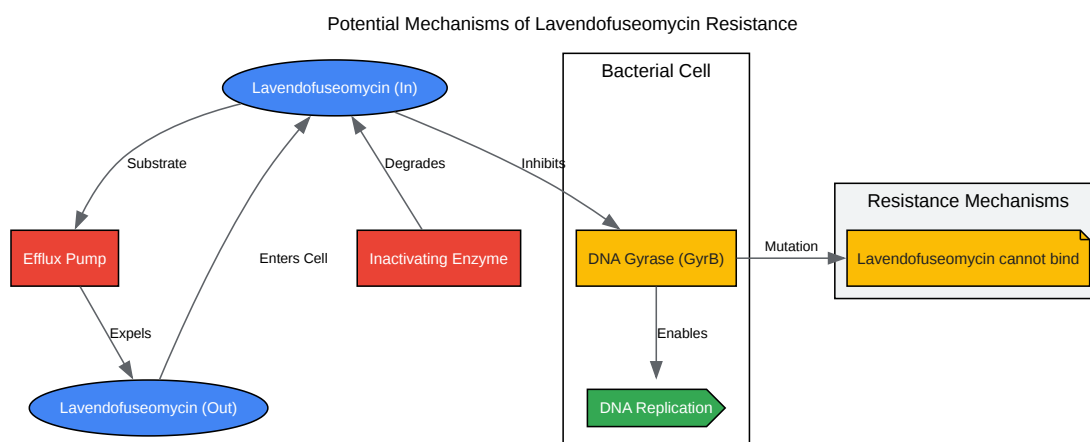 Potential Mechanisms of Lavendofuseomycin Resistance
Bacterial Cell
Lavendofuseomycin (In)
Substrate
Degrades
Inhibits
Resistance Mechanisms
Efflux Pump
Enters Cell
Inactivating Enzyme
DNA Gyrase (GyrB)
Mutation
Lavendofuseomycin cannot bind
Expels
Enables
Lavendofuseomycin (Out)
DNA Replication